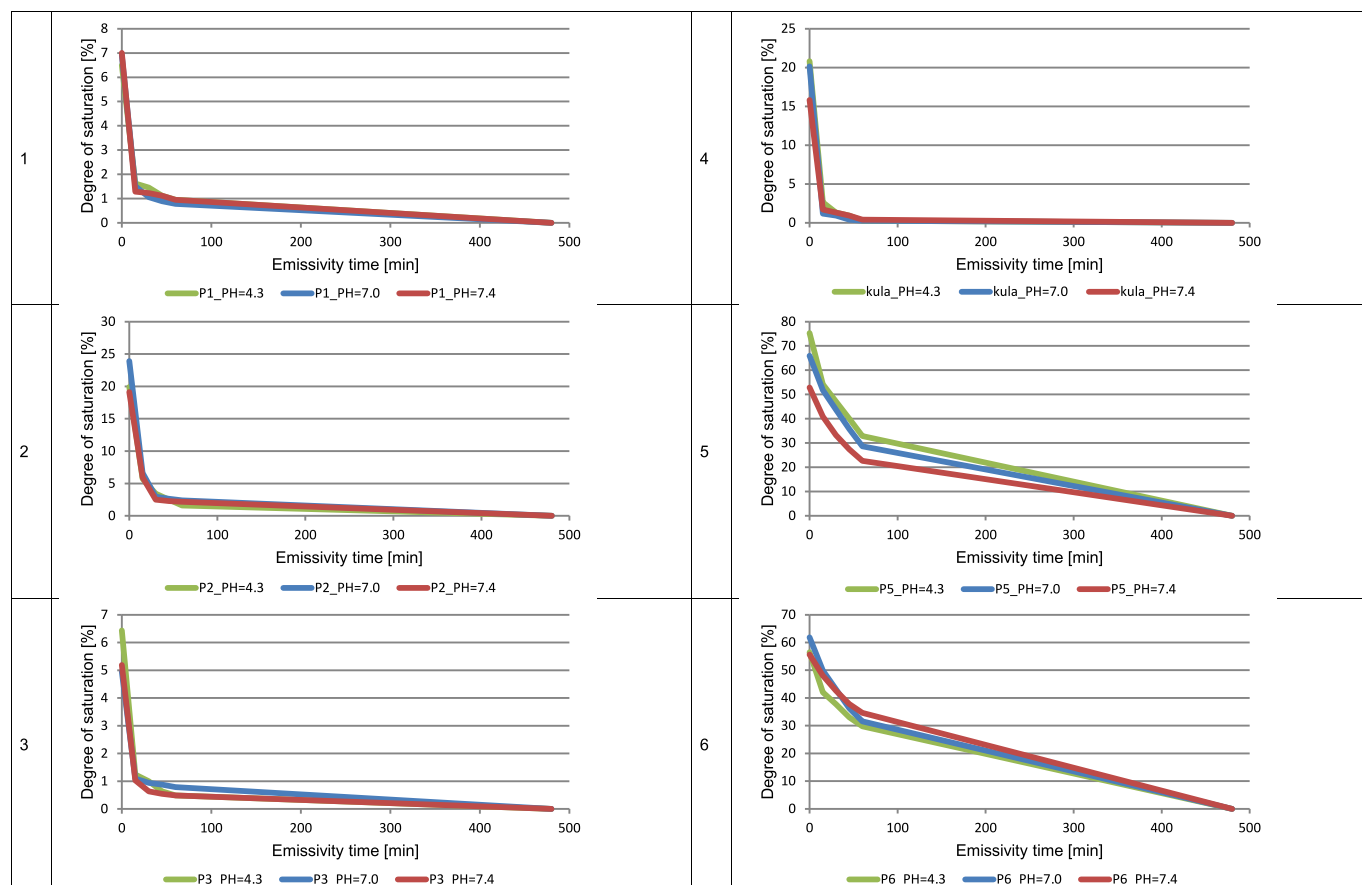 1
Degree of saturation [%]
8
7
6
5
4
3
2
1
0
0 100 200 300 400 500
Emissivity time [min]
P1_PH=4.3 P1_PH=7.0 P1_PH=7.4
4
Degree of saturation [%]
25
20
15
10
5
0
0 100 200 300 400 500
Emissivity time [min]
kula_PH=4.3 kula_PH=7.0 kula_PH=7.4
2
Degree of saturation [%]
30
25
20
15
10
5
0
0 100 200 300 400 500
Emissivity time [min]
P2_PH=4.3 P2_PH=7.0 P2_PH=7.4
5
Degree of saturation [%]
80
70
60
50
40
30
20
10
0
0 100 200 300 400 500
Emissivity time [min]
P5_PH=4.3 P5_PH=7.0 P5_PH=7.4
3
Degree of saturation [%]
7
6
5
4
3
2
1
0
0 100 200 300 400 500
Emissivity time [min]
P3_PH=4.3 P3_PH=7.0 P3_PH=7.4
6
Degree of saturation [%]
70
60
50
40
30
20
10
0
0 100 200 300 400 500
Emissivity time [min]
P6_PH=4.3 P6_PH=7.0 P6_PH=7.4